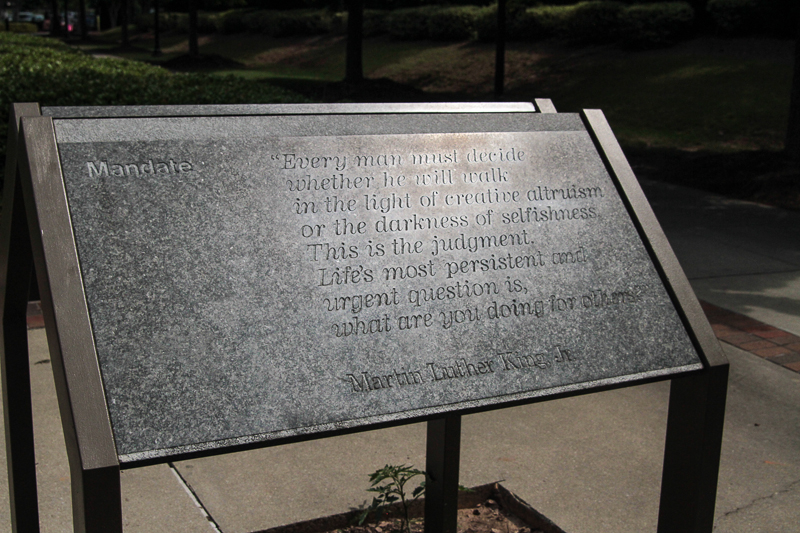 Mandate
“Every man must decide
whether he will walk
in the light of creative altruism
or the darkness of selfishness.
This is the judgment.
Life's most persistent and
urgent question is,
what are you doing for others
Martin Luther King, Jr.